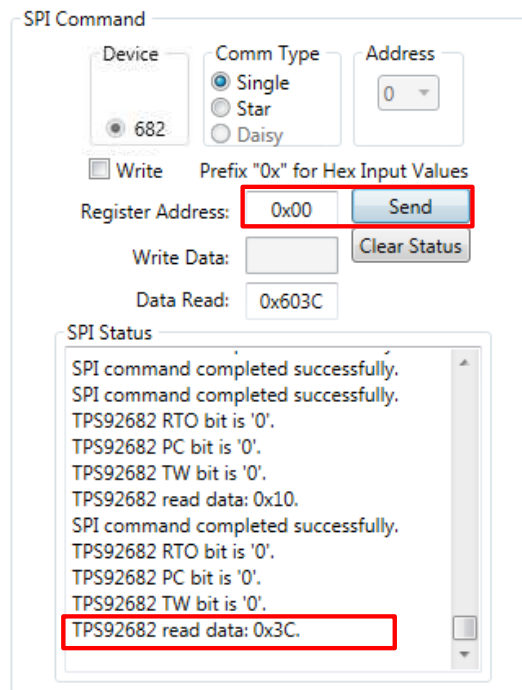 SPI Command
Device
Comm Type
Address
Single
Star
Daisy
682
0
Write
Prefix "0x" for Hex Input Values
Register Address:
0x00
Send
Write Data:
Clear Status
Data Read:
0x603C
SPI Status
SPI command completed successfully.
SPI command completed successfully.
TPS92682 RTO bit is '0'.
TPS92682 PC bit is '0'.
TPS92682 TW bit is '0'.
TPS92682 read data: 0x10.
SPI command completed successfully.
TPS92682 RTO bit is '0'.
TPS92682 PC bit is '0'.
TPS92682 TW bit is '0'.
TPS92682 read data: 0x3C.